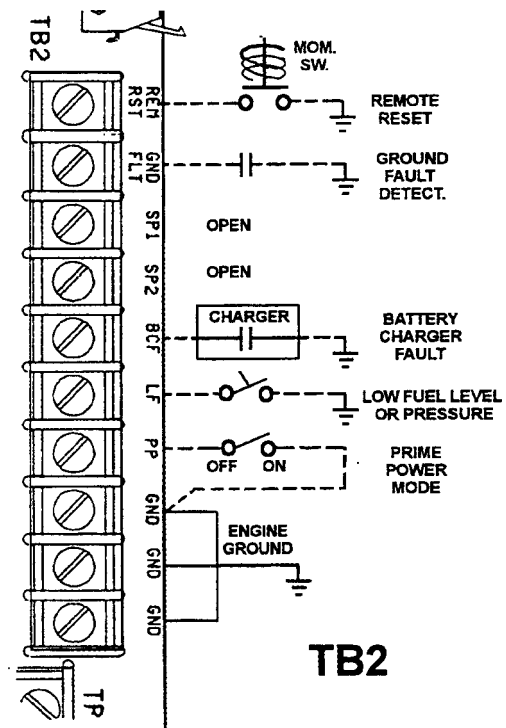 TB2
MOM.
SW.
REM
RST
REMOTE
RESET
GND
FLT
GROUND
FAULT
DETECT.
SP1
OPEN
SP2
OPEN
BCF
CHARGER
BATTERY
CHARGER
FAULT
LF
LOW FUEL LEVEL
OR PRESSURE
PP
OFF ON
PRIME
POWER
MODE
GND
ENGINE
GROUND
GND
GND
TB2